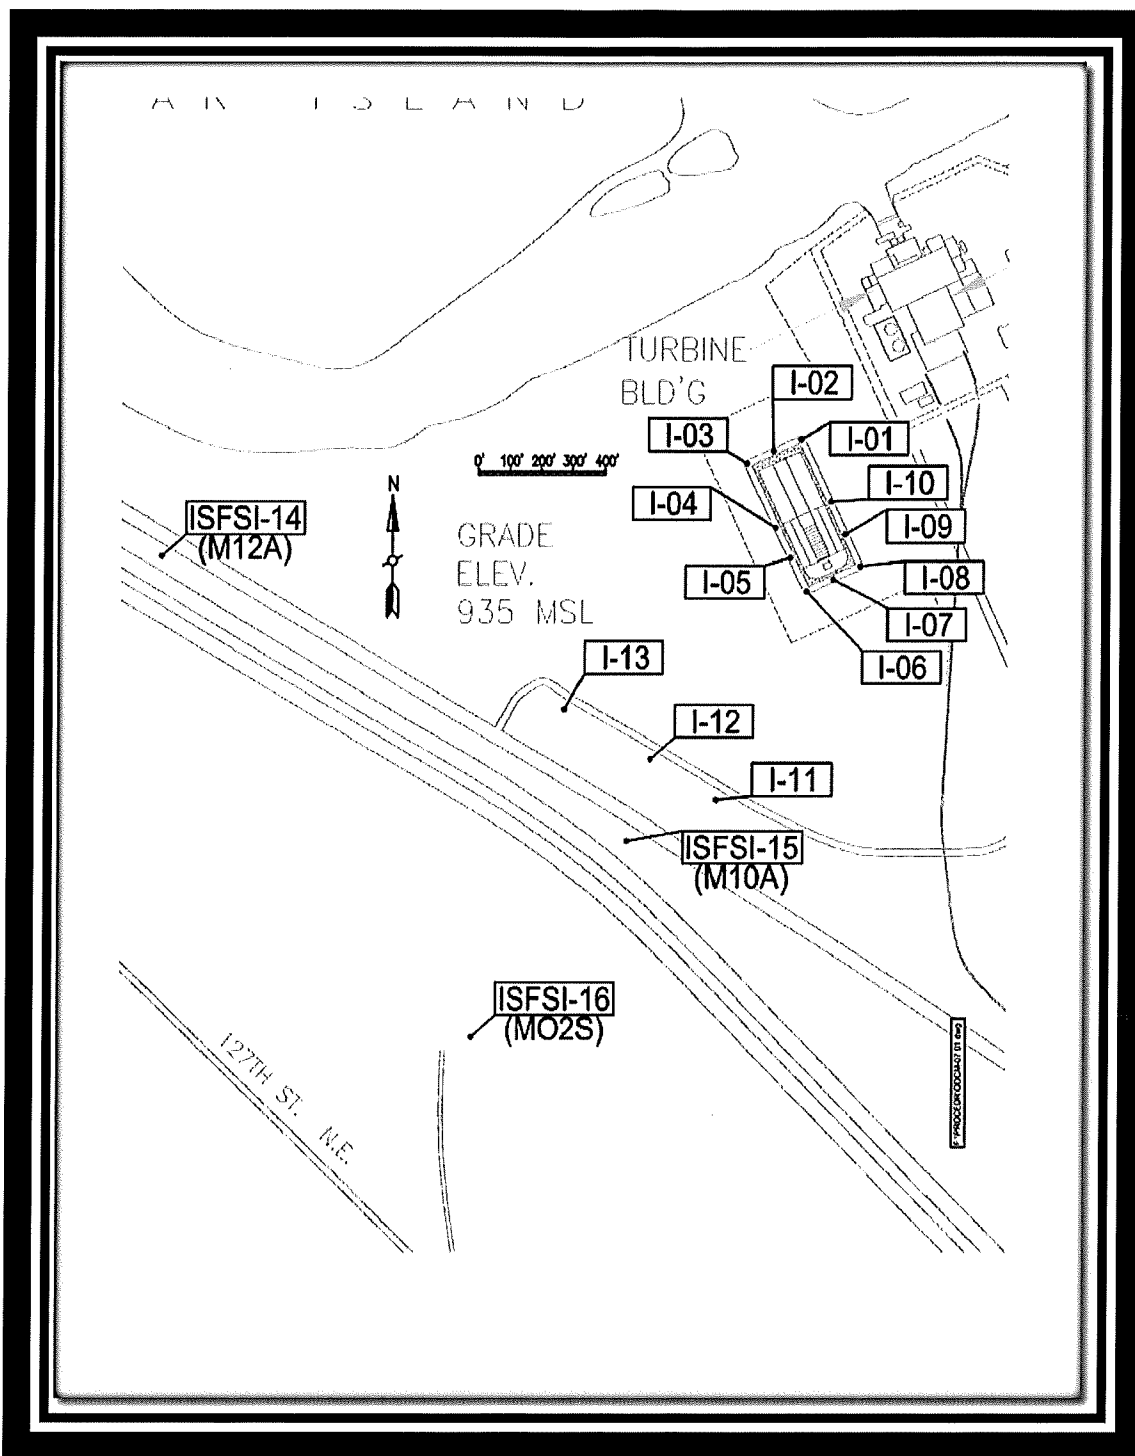 ISLAND
TURBINE
BLD'G
I-02
I-03
I-01
0' 100' 200' 300' 400'
N
I-10
I-04
I-09
ISFSI-14
(M12A)
GRADE
ELEV.
935 MSL
I-05
I-08
I-07
I-06
I-13
I-12
I-11
ISFSI-15
(M10A)
ISFSI-16
(MO2S)
127TH ST. N.E.